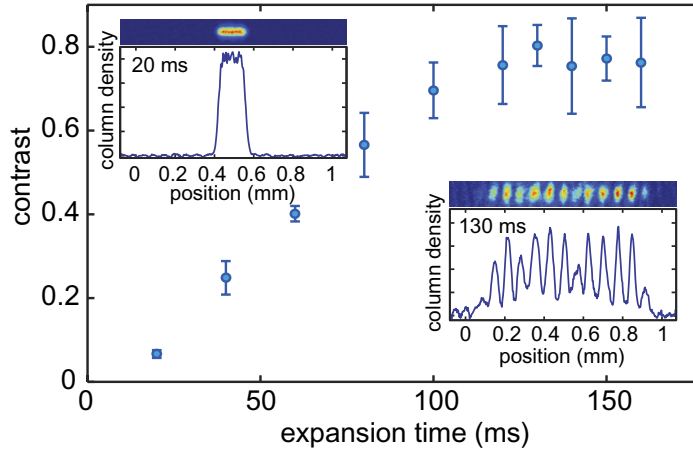 0.8
0.6
0.4
0.2
0
contrast
0
50
100
150
expansion time (ms)
20 ms
column density
0 0.2 0.4 0.6 0.8 1
position (mm)
130 ms
column density
0 0.2 0.4 0.6 0.8 1
position (mm)